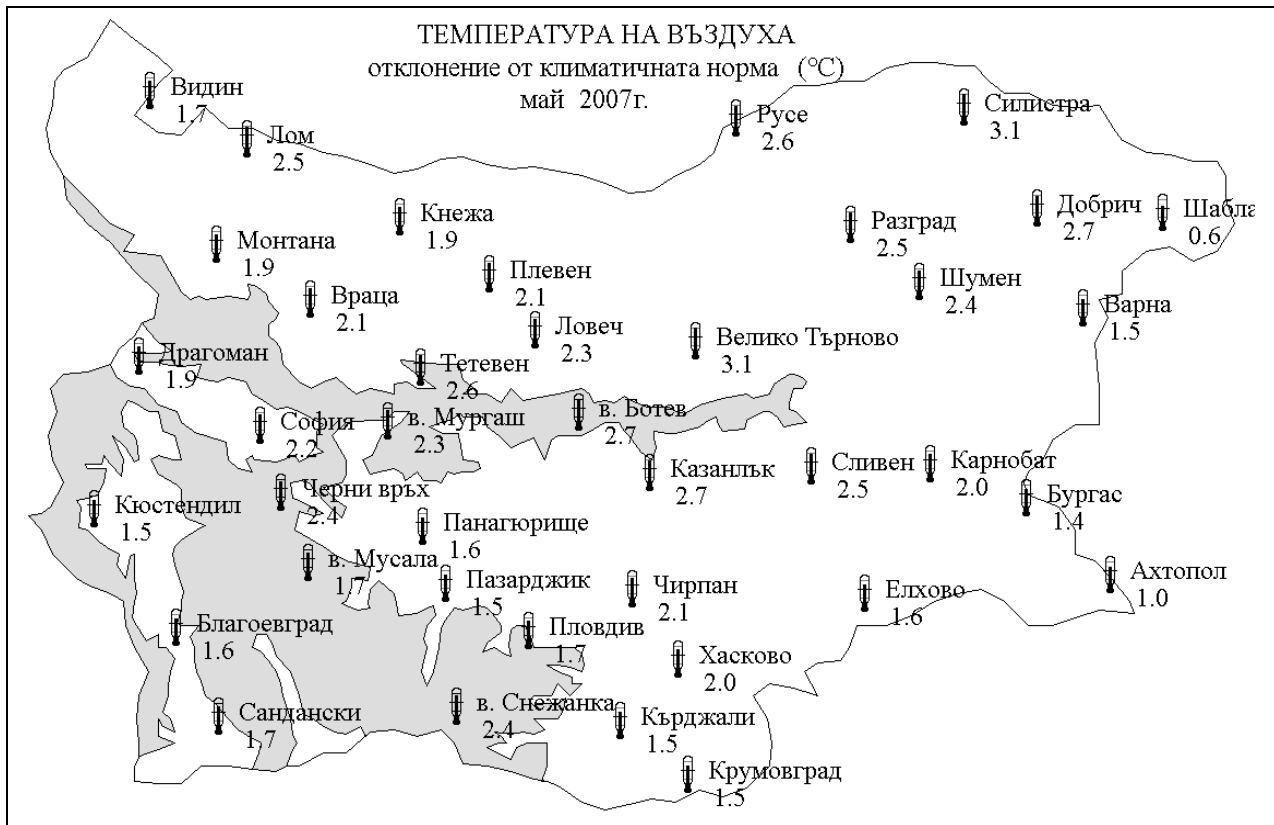 ТЕМПЕРАТУРА НА ВЪЗДУХА
отклонение от климатичната норма (°C)
май 2007г.
Видин
1.7
Лом
2.5
Русе
2.6
Силистра
3.1
Кнежа
1.9
Монтана
1.9
Разград
2.5
Добрич
2.7
Шабла
0.6
Плевен
2.1
Враца
2.1
Шумен
2.4
Варна
1.5
Ловеч
2.3
Велико Търново
3.1
Драгоман
1.9
Тетевен
2.6
София
2.2
в. Мургаш
2.3
в. Ботев
2.7
Казанлък
2.7
Сливен
2.5
Карнобат
2.0
Бургас
1.4
Черни връх
2.4
Кюстендил
1.5
Панагюрище
1.6
в. Мусала
1.7
Пазарджик
1.5
Чирпан
2.1
Елхово
1.6
Ахтопол
1.0
Благоевград
1.6
Пловдив
1.7
Хасково
2.0
Сандански
1.7
в. Снежанка
2.4
Кърджали
1.5
Крумовград
1.5